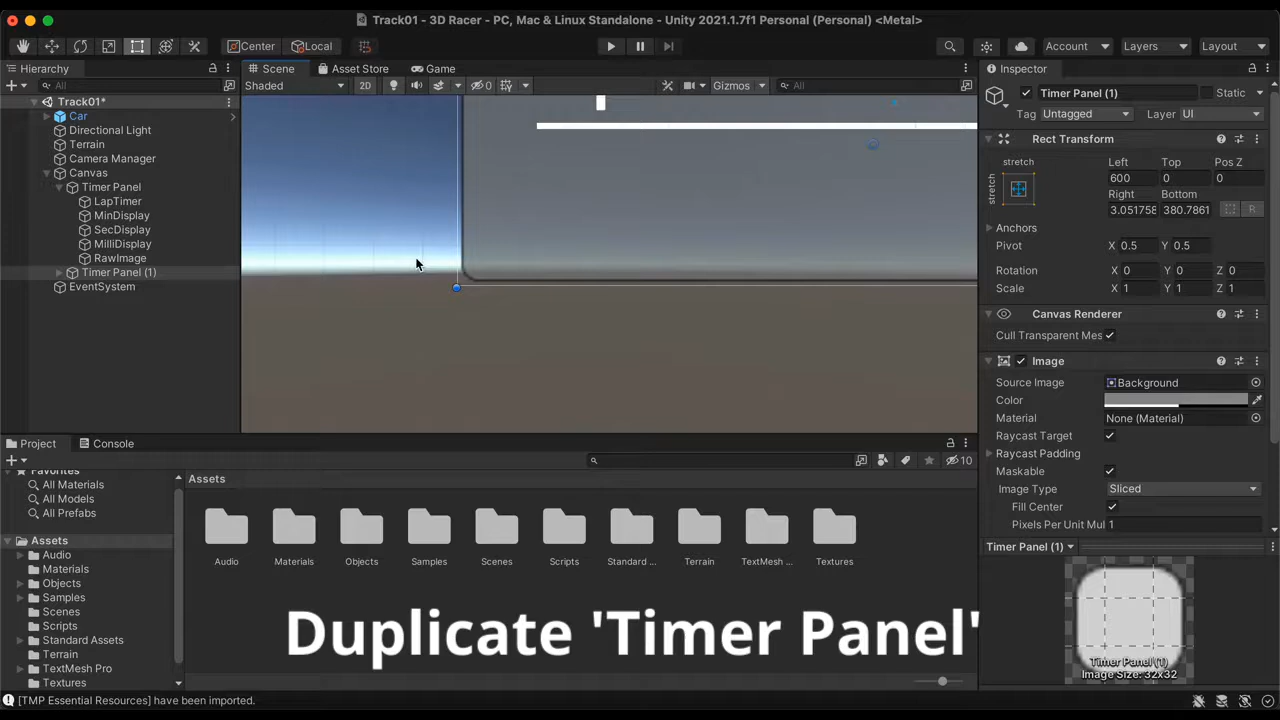 Track01 - 3D Racer - PC, Mac & Linux Standalone - Unity 2021.1.7f1 Personal (Personal) <Metal>
Center Local Account Layers Layout
Hierarchy Scene Asset Store Game Inspector
All Shaded 2D 0 Gizmos All
Timer Panel (1) Static
Tag Untagged Layer UI
Track01*
Car
Directional Light
Terrain
Camera Manager
Canvas
Timer Panel
LapTimer
MinDisplay
SecDisplay
MilliDisplay
RawImage
Timer Panel (1)
EventSystem
Rect Transform
stretch Left Top Pos Z
stretch 600 0 0
Right Bottom
3.051758 380.7861 R
Anchors
Pivot X 0.5 Y 0.5
Rotation X 0 Y 0 Z 0
Scale X 1 Y 1 Z 1
Canvas Renderer
Cull Transparent Mes
Image
Source Image Background
Color
Material None (Material)
Raycast Target
Raycast Padding
Maskable
Image Type Sliced
Fill Center
Pixels Per Unit Mul 1
Timer Panel (1)
Timer Panel (1)
Image Size: 32x32
Project Console
10
Favorites
All Materials
All Models
All Prefabs
Assets
Audio
Materials
Objects
Samples
Scenes
Scripts
Standard Assets
Terrain
TextMesh Pro
Textures
Assets
Audio Materials Objects Samples Scenes Scripts Standard ... Terrain TextMesh ... Textures
Duplicate 'Timer Panel'
[TMP Essential Resources] have been imported.